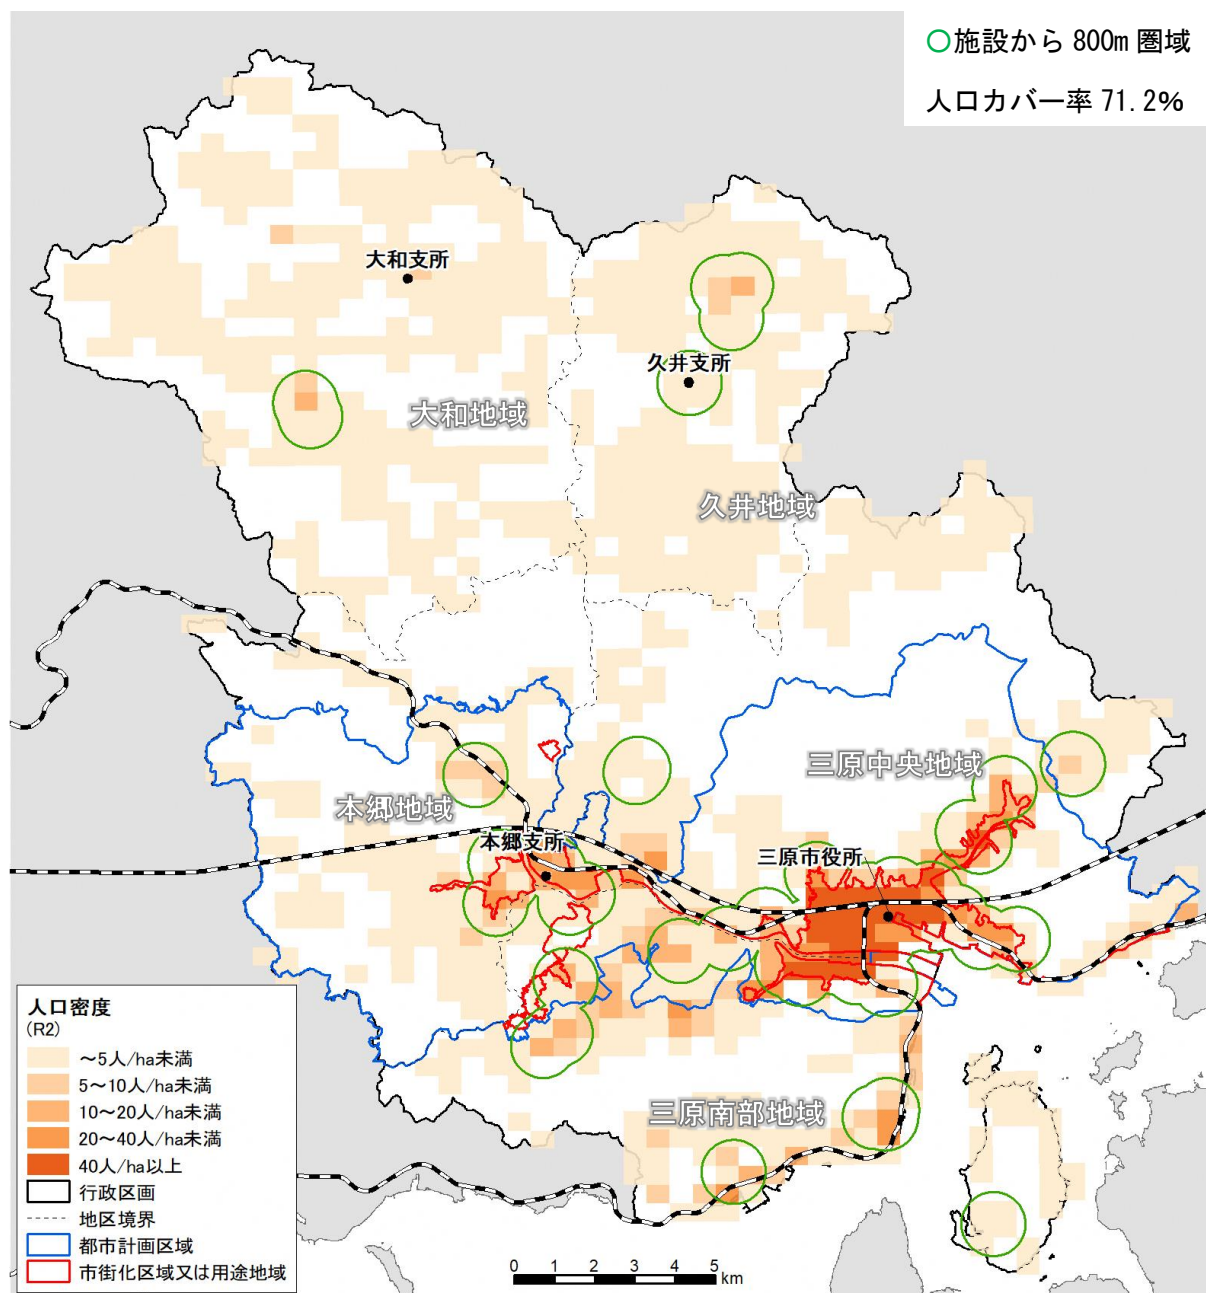 ○施設から 800m 圏域
人口カバー率 71.2%
大和支所
久井支所
大和地域
久井地域
三原中央地域
本郷地域
本郷支所
三原市役所
三原南部地域
人口密度
(R2)
～5人/ha未満
5～10人/ha未満
10～20人/ha未満
20～40人/ha未満
40人/ha以上
行政区画
地区境界
都市計画区域
市街化区域又は用途地域
0 1 2 3 4 5
km